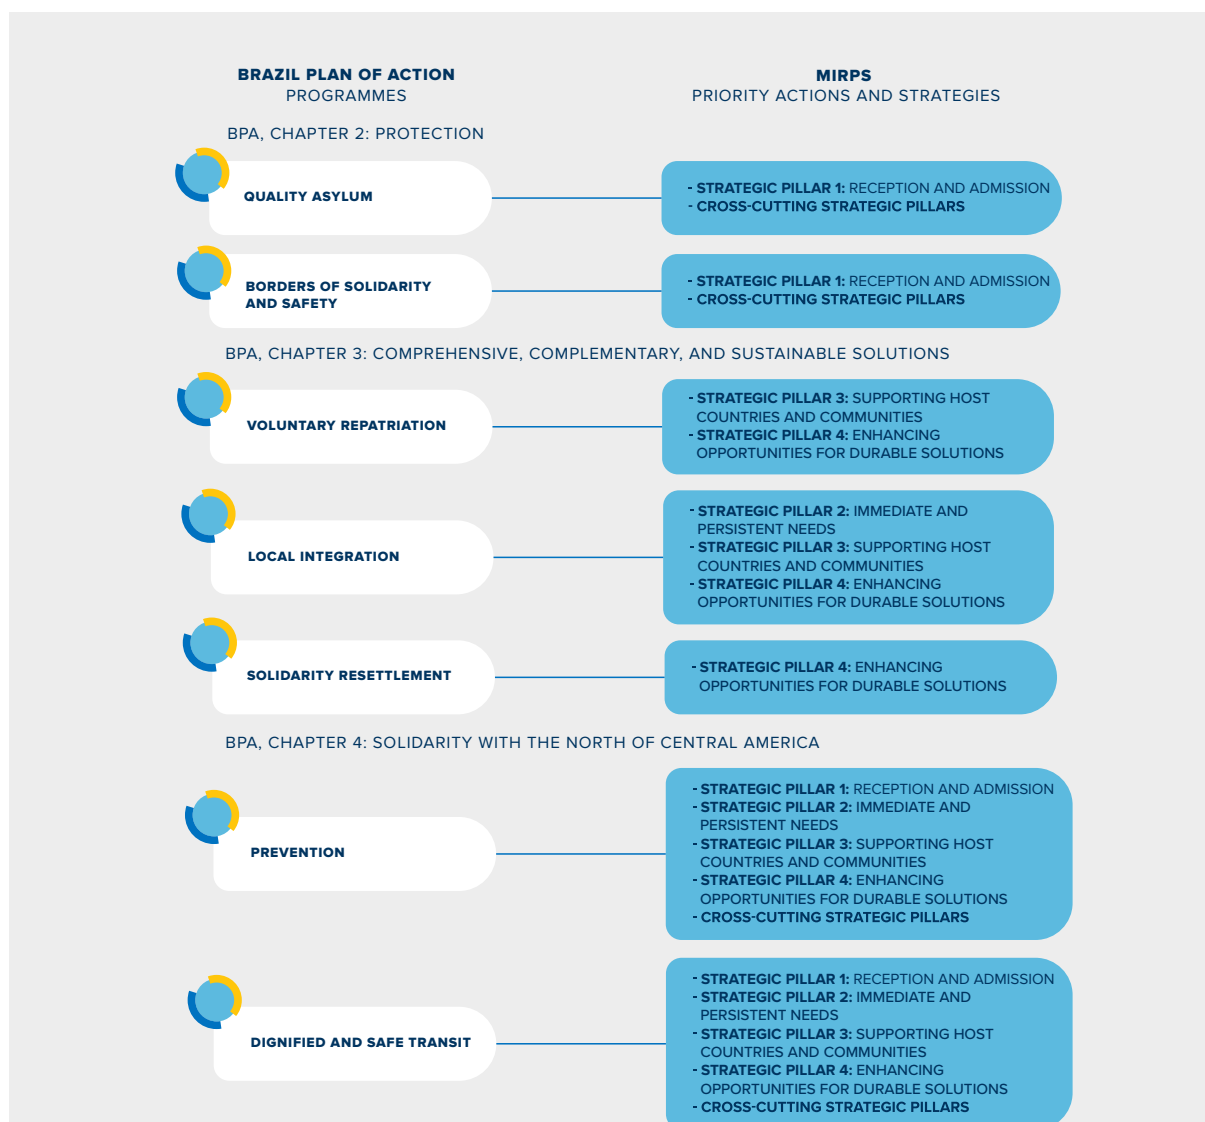 BRAZIL PLAN OF ACTION
PROGRAMMES
MIRPS
PRIORITY ACTIONS AND STRATEGIES
BPA, CHAPTER 2: PROTECTION
QUALITY ASYLUM
- STRATEGIC PILLAR 1: RECEPTION AND ADMISSION
- CROSS-CUTTING STRATEGIC PILLARS
BORDERS OF SOLIDARITY
AND SAFETY
- STRATEGIC PILLAR 1: RECEPTION AND ADMISSION
- CROSS-CUTTING STRATEGIC PILLARS
BPA, CHAPTER 3: COMPREHENSIVE, COMPLEMENTARY, AND SUSTAINABLE SOLUTIONS
VOLUNTARY REPATRIATION
- STRATEGIC PILLAR 3: SUPPORTING HOST
COUNTRIES AND COMMUNITIES
- STRATEGIC PILLAR 4: ENHANCING
OPPORTUNITIES FOR DURABLE SOLUTIONS
LOCAL INTEGRATION
- STRATEGIC PILLAR 2: IMMEDIATE AND
PERSISTENT NEEDS
- STRATEGIC PILLAR 3: SUPPORTING HOST
COUNTRIES AND COMMUNITIES
- STRATEGIC PILLAR 4: ENHANCING
OPPORTUNITIES FOR DURABLE SOLUTIONS
SOLIDARITY RESETTLEMENT
- STRATEGIC PILLAR 4: ENHANCING
OPPORTUNITIES FOR DURABLE SOLUTIONS
BPA, CHAPTER 4: SOLIDARITY WITH THE NORTH OF CENTRAL AMERICA
PREVENTION
- STRATEGIC PILLAR 1: RECEPTION AND ADMISSION
- STRATEGIC PILLAR 2: IMMEDIATE AND
PERSISTENT NEEDS
- STRATEGIC PILLAR 3: SUPPORTING HOST
COUNTRIES AND COMMUNITIES
- STRATEGIC PILLAR 4: ENHANCING
OPPORTUNITIES FOR DURABLE SOLUTIONS
- CROSS-CUTTING STRATEGIC PILLARS
DIGNIFIED AND SAFE TRANSIT
- STRATEGIC PILLAR 1: RECEPTION AND ADMISSION
- STRATEGIC PILLAR 2: IMMEDIATE AND
PERSISTENT NEEDS
- STRATEGIC PILLAR 3: SUPPORTING HOST
COUNTRIES AND COMMUNITIES
- STRATEGIC PILLAR 4: ENHANCING
OPPORTUNITIES FOR DURABLE SOLUTIONS
- CROSS-CUTTING STRATEGIC PILLARS